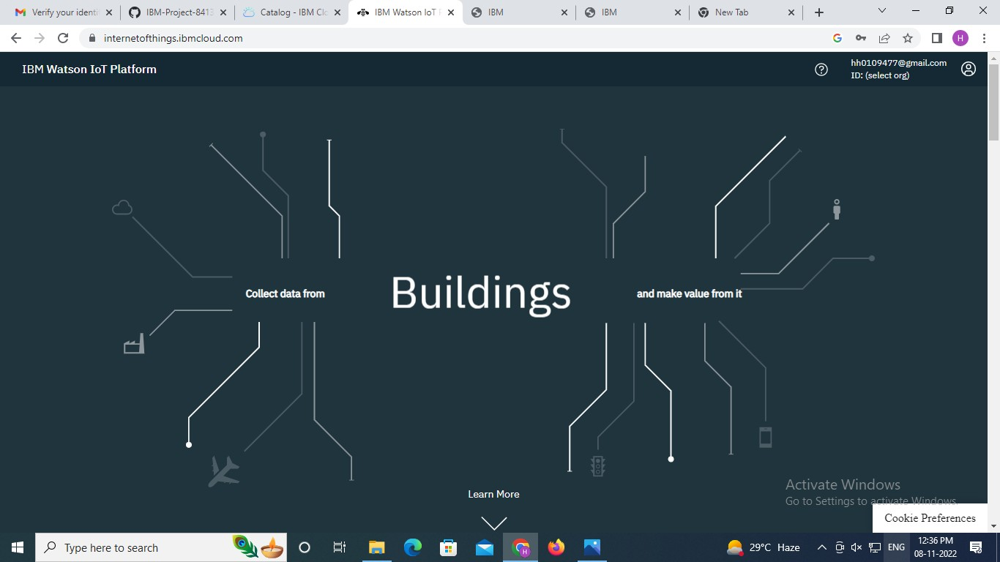 Verify your identi
IBM-Project-8413
Catalog - IBM Clo
IBM Watson IoT P
IBM
IBM
New Tab
internetofthings.ibmcloud.com
H
IBM Watson IoT Platform
hh0109477@gmail.com
ID: (select org)
Collect data from
Buildings
and make value from it
Learn More
Activate Windows
Go to Settings to activate Windows.
Cookie Preferences
Type here to search
H
29°C Haze
ENG
12:36 PM
08-11-2022